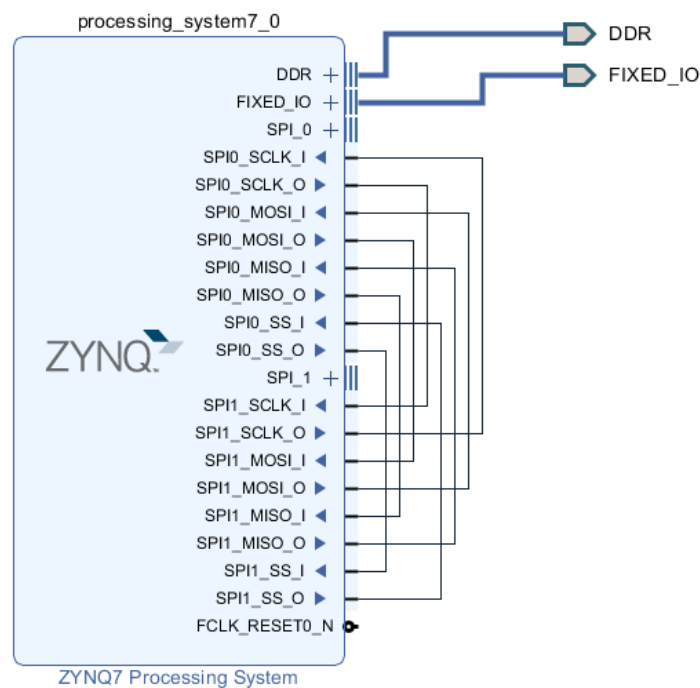 processing_system7_0
DDR
FIXED_IO
DDR
FIXED_IO
SPI_0
SPI0_SCLK_I
SPI0_SCLK_O
SPI0_MOSI_I
SPI0_MOSI_O
SPI0_MISO_I
SPI0_MISO_O
SPI0_SS_I
SPI0_SS_O
ZYNQ
SPI_1
SPI1_SCLK_I
SPI1_SCLK_O
SPI1_MOSI_I
SPI1_MOSI_O
SPI1_MISO_I
SPI1_MISO_O
SPI1_SS_I
SPI1_SS_O
FCLK_RESET0_N
ZYNQ7 Processing System